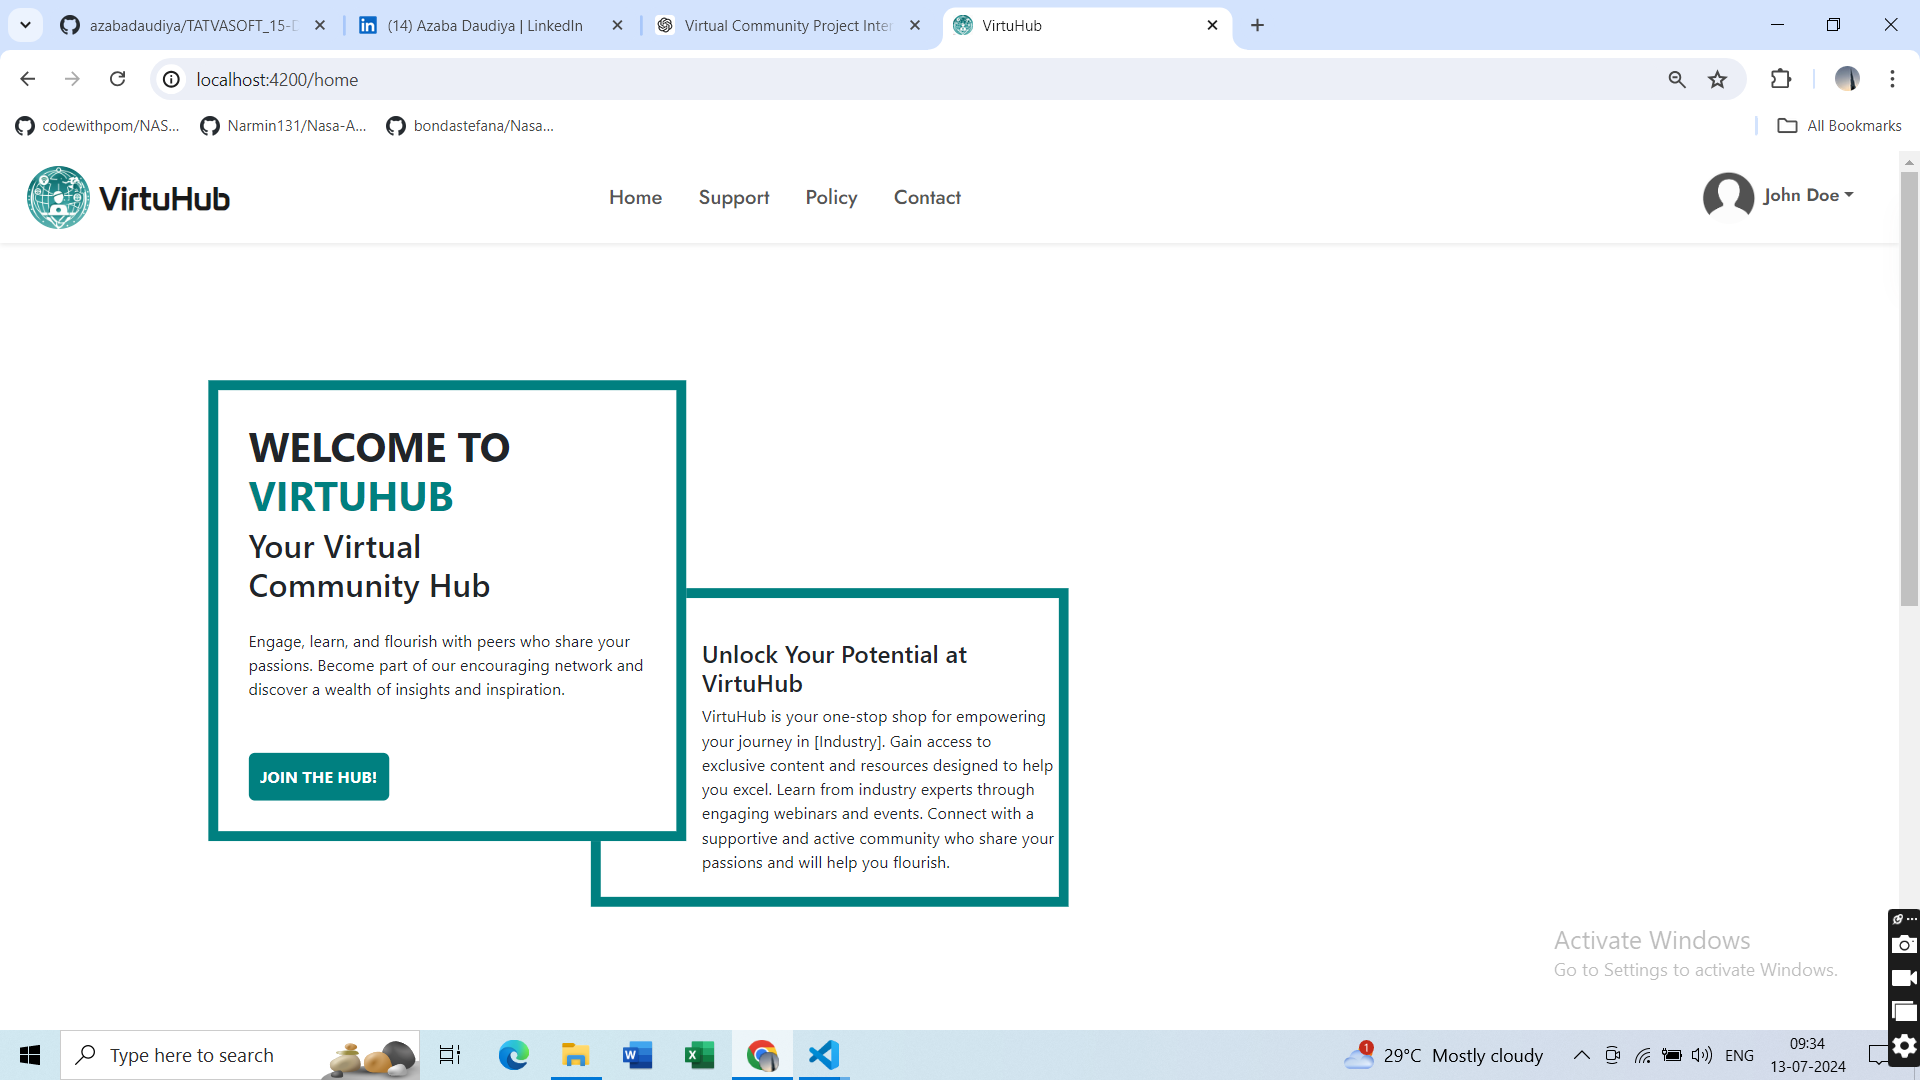 azabadaudiya/TATVASOFT_15-D
(14) Azaba Daudiya | LinkedIn
Virtual Community Project Inter
VirtuHub
localhost:4200/home
codewithpom/NAS...
Narmin131/Nasa-A...
bondastefana/Nasa...
All Bookmarks
VirtuHub
Home
Support
Policy
Contact
John Doe
WELCOME TO
VIRTUHUB
Your Virtual
Community Hub
Engage, learn, and flourish with peers who share your
passions. Become part of our encouraging network and
discover a wealth of insights and inspiration.
JOIN THE HUB!
Unlock Your Potential at
VirtuHub
VirtuHub is your one-stop shop for empowering
your journey in [Industry]. Gain access to
exclusive content and resources designed to help
you excel. Learn from industry experts through
engaging webinars and events. Connect with a
supportive and active community who share your
passions and will help you flourish.
Activate Windows
Go to Settings to activate Windows.
Type here to search
1
29°C Mostly cloudy
ENG
09:34
13-07-2024